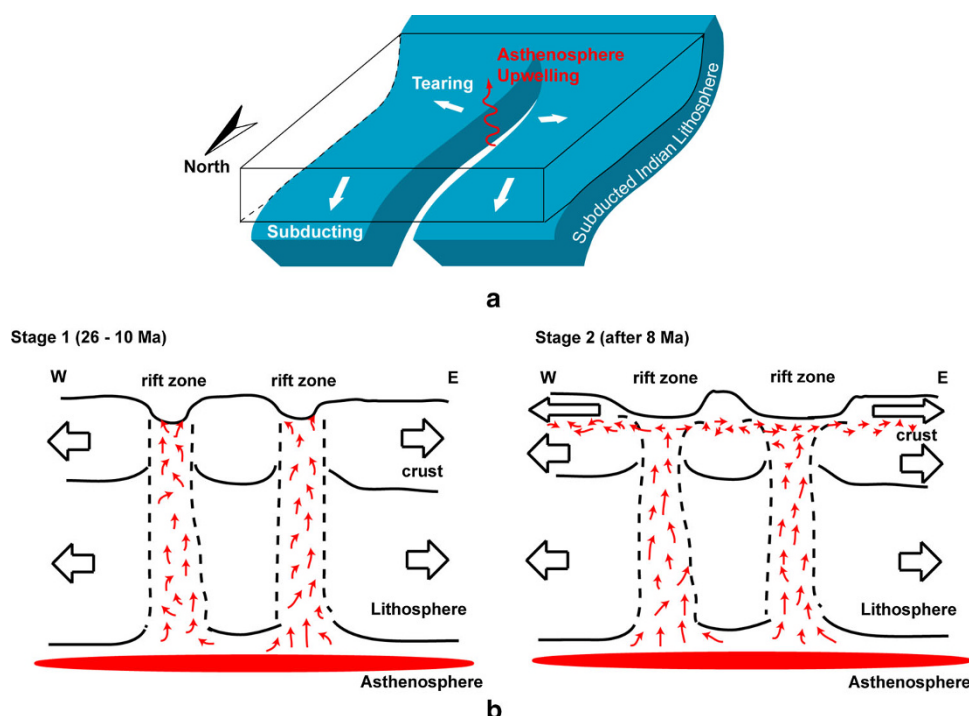 Asthenosphere
Upwelling
Tearing
North
Subducting
Subducted Indian Lithosphere
a
Stage 1 (26 - 10 Ma)
W
rift zone
rift zone
E
crust
Lithosphere
Asthenosphere
Stage 2 (after 8 Ma)
W
rift zone
rift zone
E
crust
Lithosphere
Asthenosphere
b